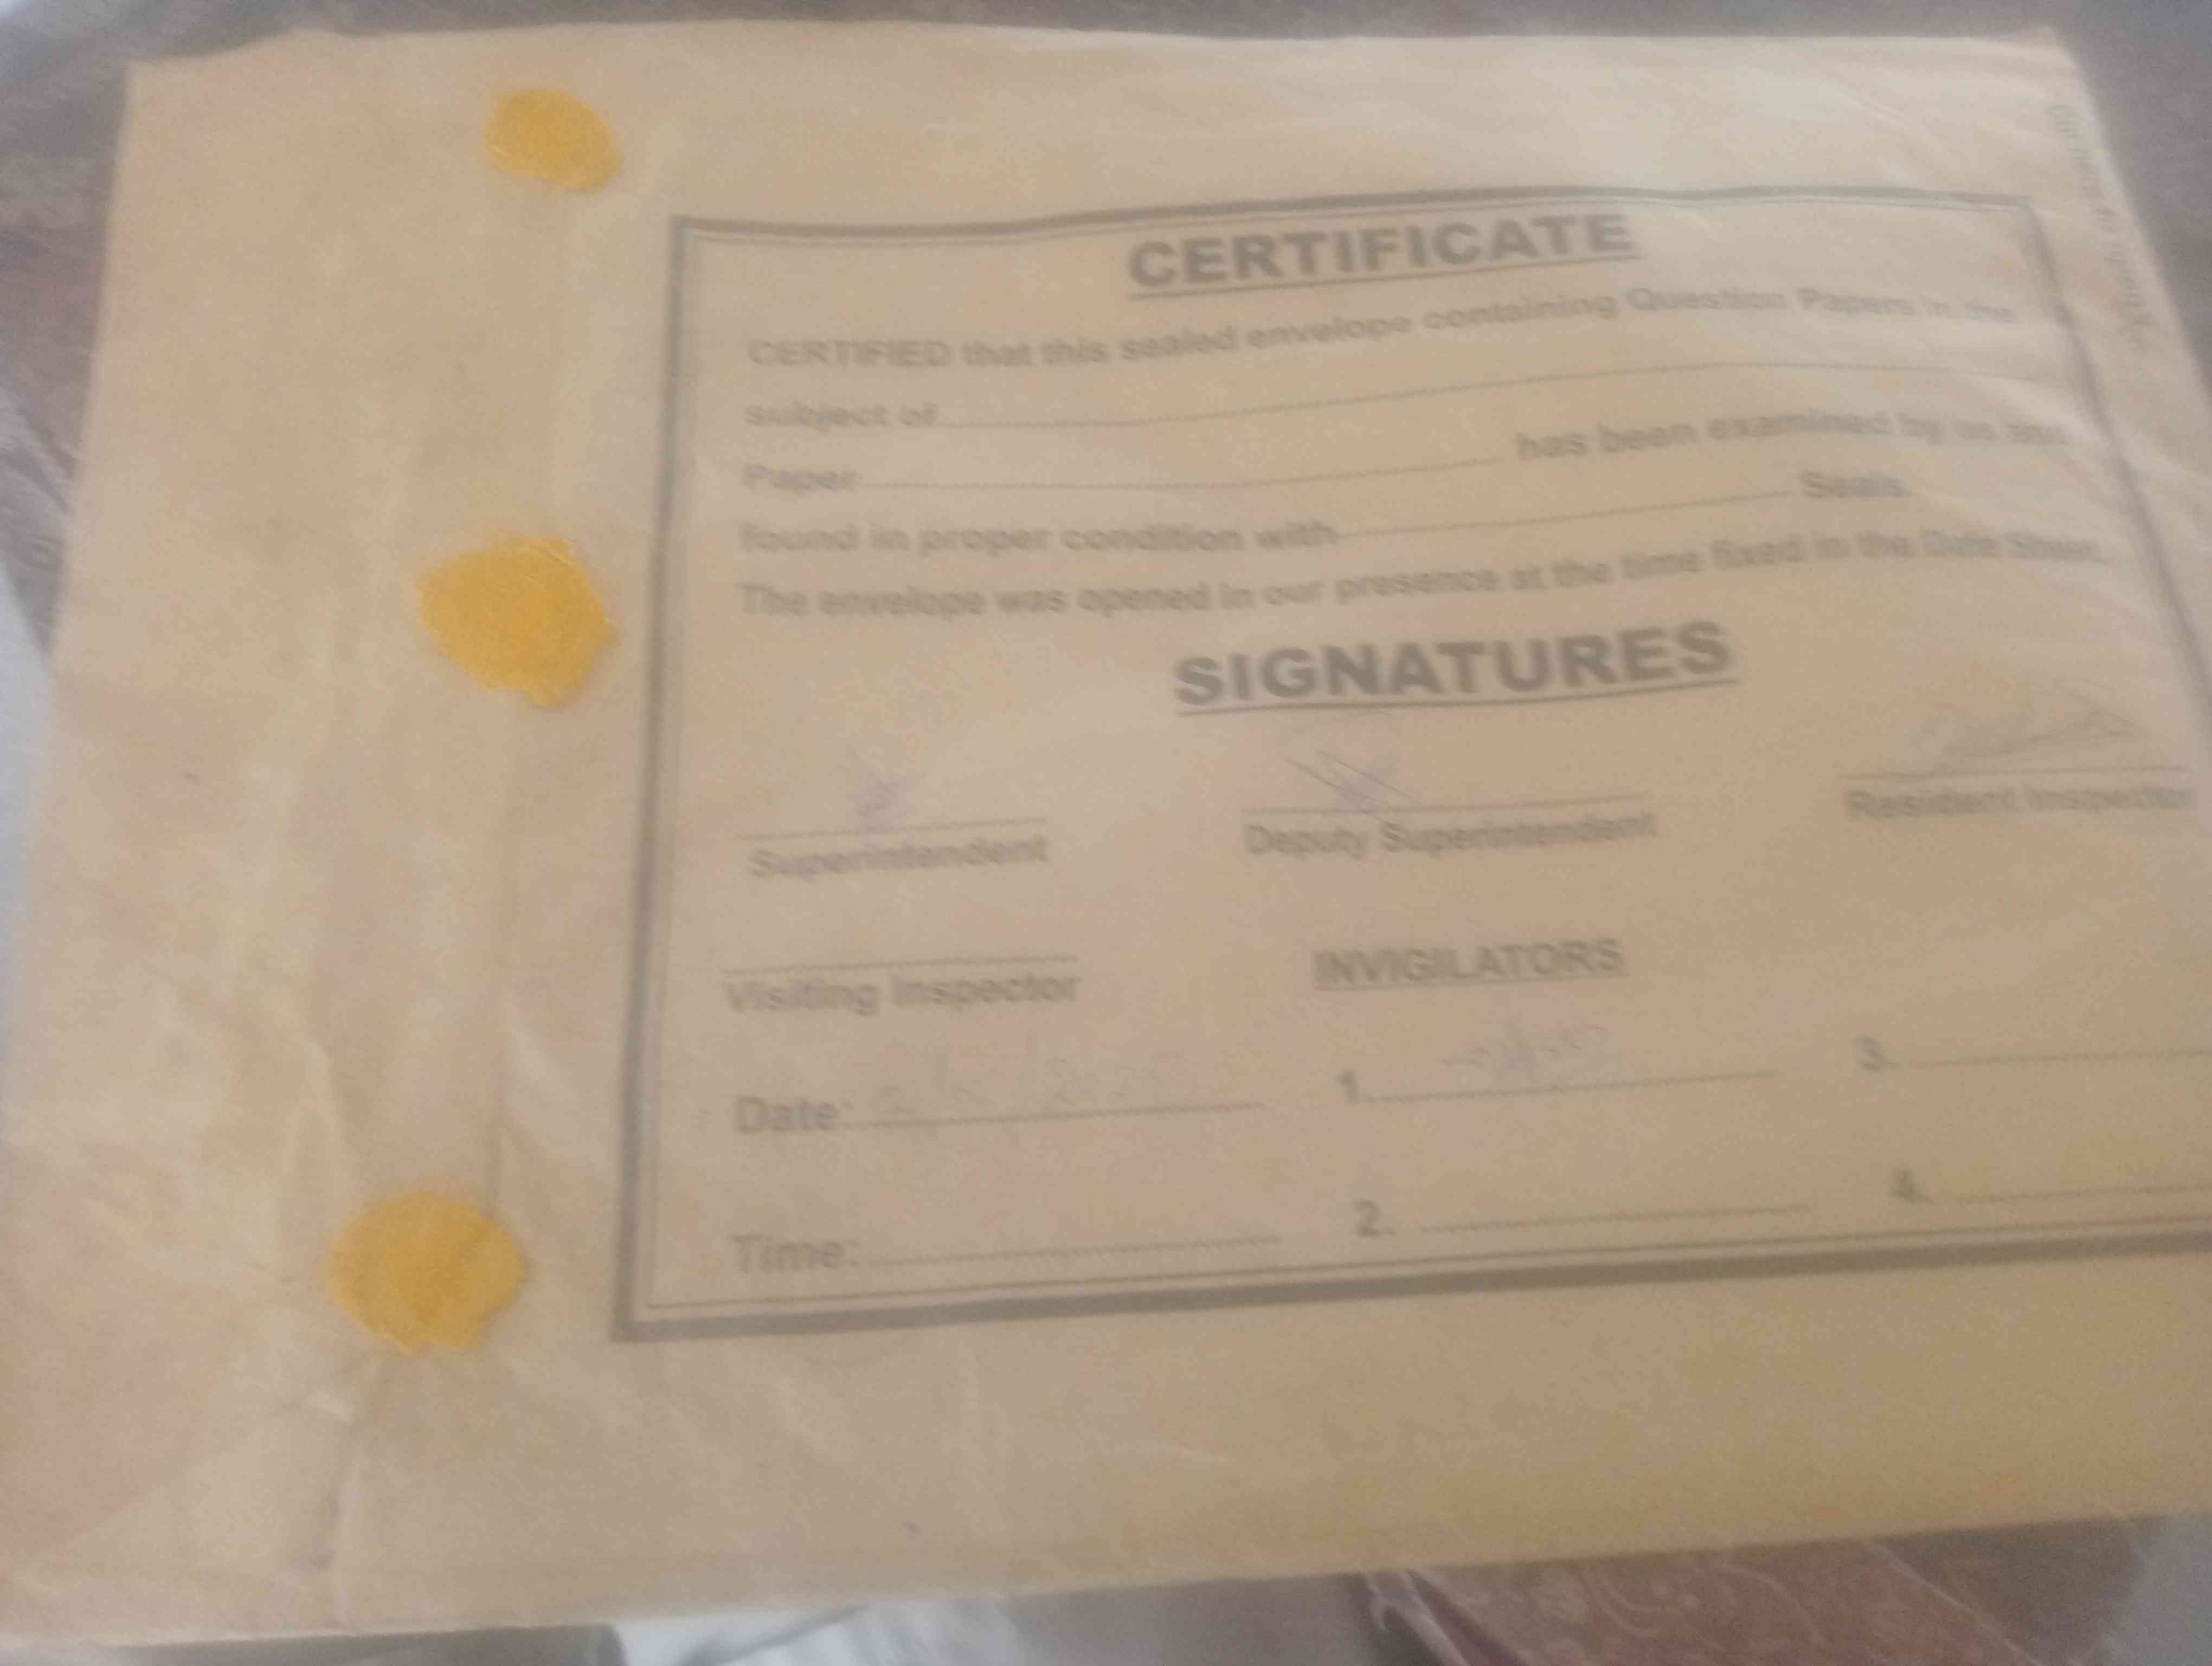 CERTIFICATE
CERTIFIED that this sealed envelope containing Question Papers in the
subject of
Paper has been examined by us and
found in proper condition with Seals.
The envelope was opened in our presence at the time fixed in the Date Sheet.
SIGNATURES
Superintendent Deputy Superintendent Resident Inspector
Visiting Inspector INVIGILATORS
Date: 1. 3.
Time: 2. 4.